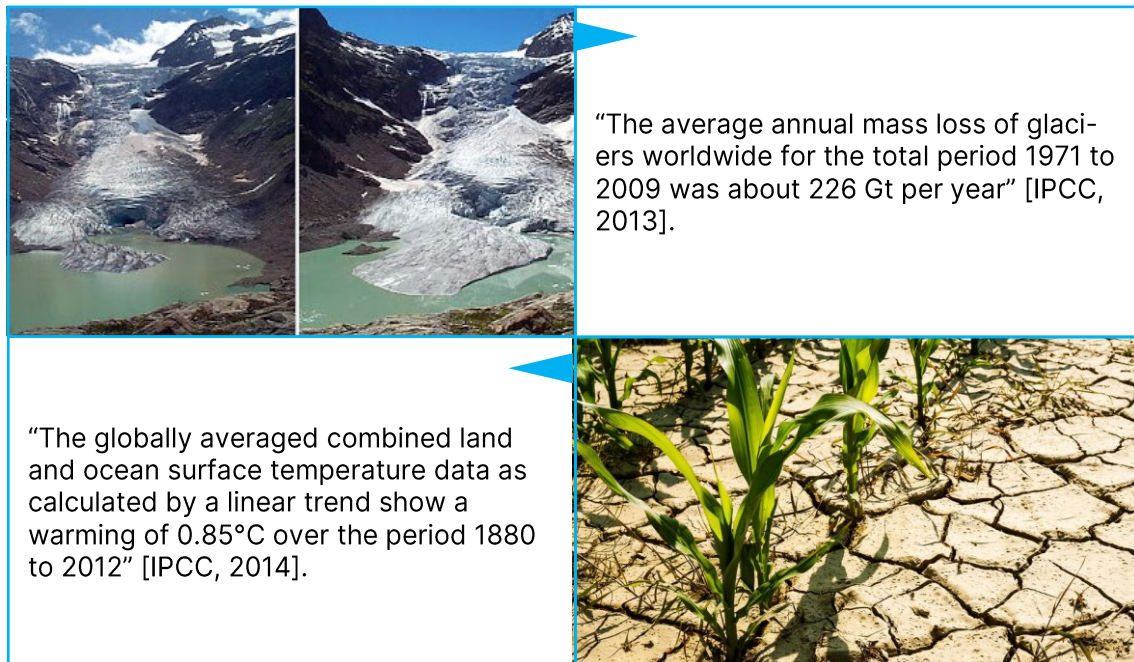 “The average annual mass loss of glaci-
ers worldwide for the total period 1971 to
2009 was about 226 Gt per year” [IPCC,
2013].
“The globally averaged combined land
and ocean surface temperature data as
calculated by a linear trend show a
warming of 0.85°C over the period 1880
to 2012” [IPCC, 2014].